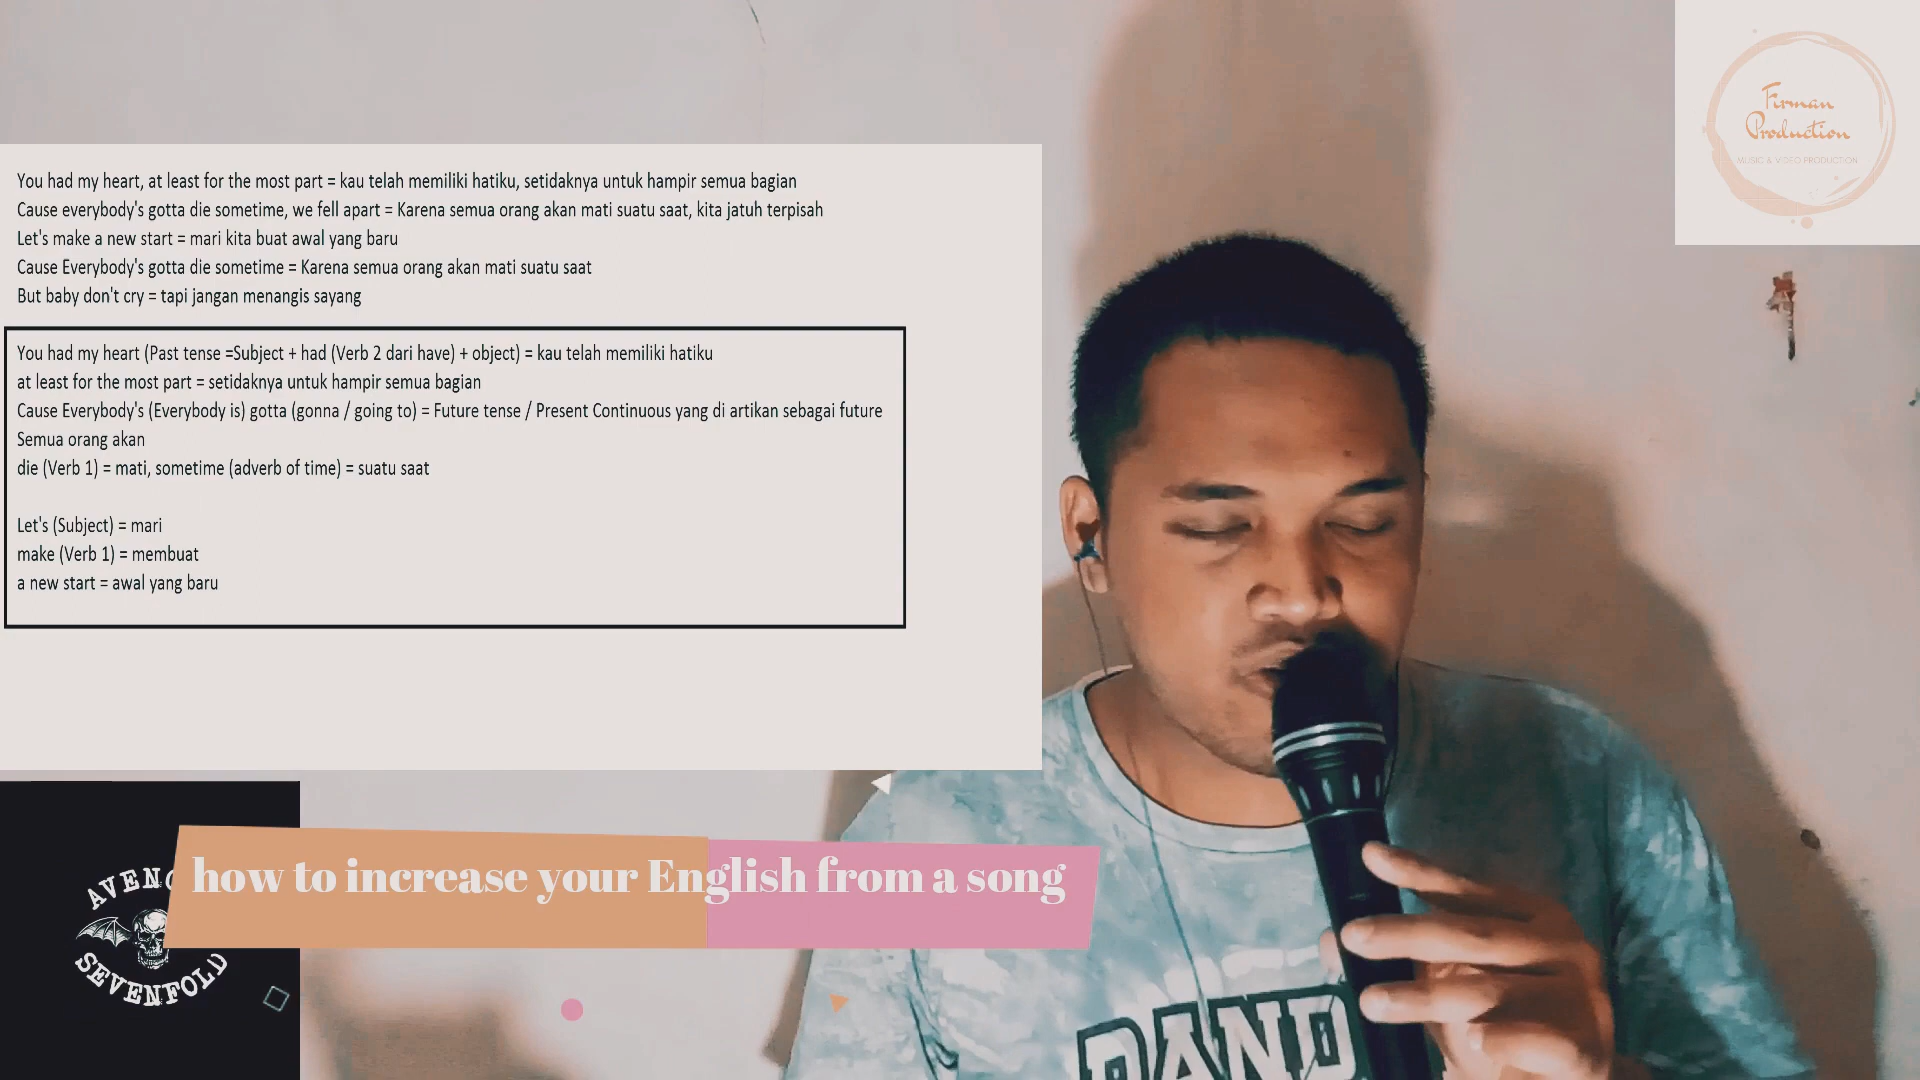 Firman
Production
MUSIC & VIDEO PRODUCTION
You had my heart, at least for the most part = kau telah memiliki hatiku, setidaknya untuk hampir semua bagian
Cause everybody's gotta die sometime, we fell apart = Karena semua orang akan mati suatu saat, kita jatuh terpisah
Let's make a new start = mari kita buat awal yang baru
Cause Everybody's gotta die sometime = Karena semua orang akan mati suatu saat
But baby don't cry = tapi jangan menangis sayang
You had my heart (Past tense =Subject + had (Verb 2 dari have) + object) = kau telah memiliki hatiku
at least for the most part = setidaknya untuk hampir semua bagian
Cause Everybody's (Everybody is) gotta (gonna / going to) = Future tense / Present Continuous yang di artikan sebagai future
Semua orang akan
die (Verb 1) = mati, sometime (adverb of time) = suatu saat
Let's (Subject) = mari
make (Verb 1) = membuat
a new start = awal yang baru
how to increase your English from a song
AVEN
SEVENFOLD
DAND